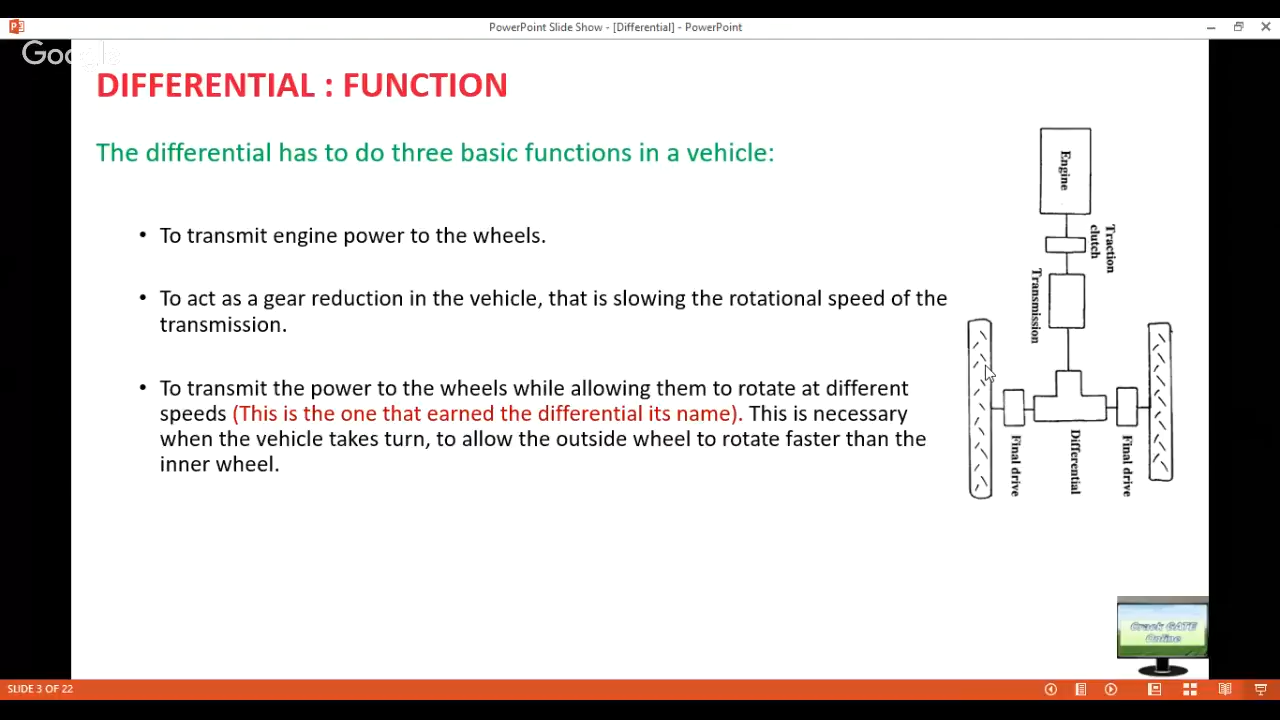 PowerPoint Slide Show - [Differential] - PowerPoint
Google
DIFFERENTIAL : FUNCTION
The differential has to do three basic functions in a vehicle:
• To transmit engine power to the wheels.
• To act as a gear reduction in the vehicle, that is slowing the rotational speed of the
transmission.
• To transmit the power to the wheels while allowing them to rotate at different
speeds (This is the one that earned the differential its name). This is necessary
when the vehicle takes turn, to allow the outside wheel to rotate faster than the
inner wheel.
Engine
Traction
clutch
Transmission
Final drive
Differential
Final drive
Crack GATE
Online
SLIDE 3 OF 22